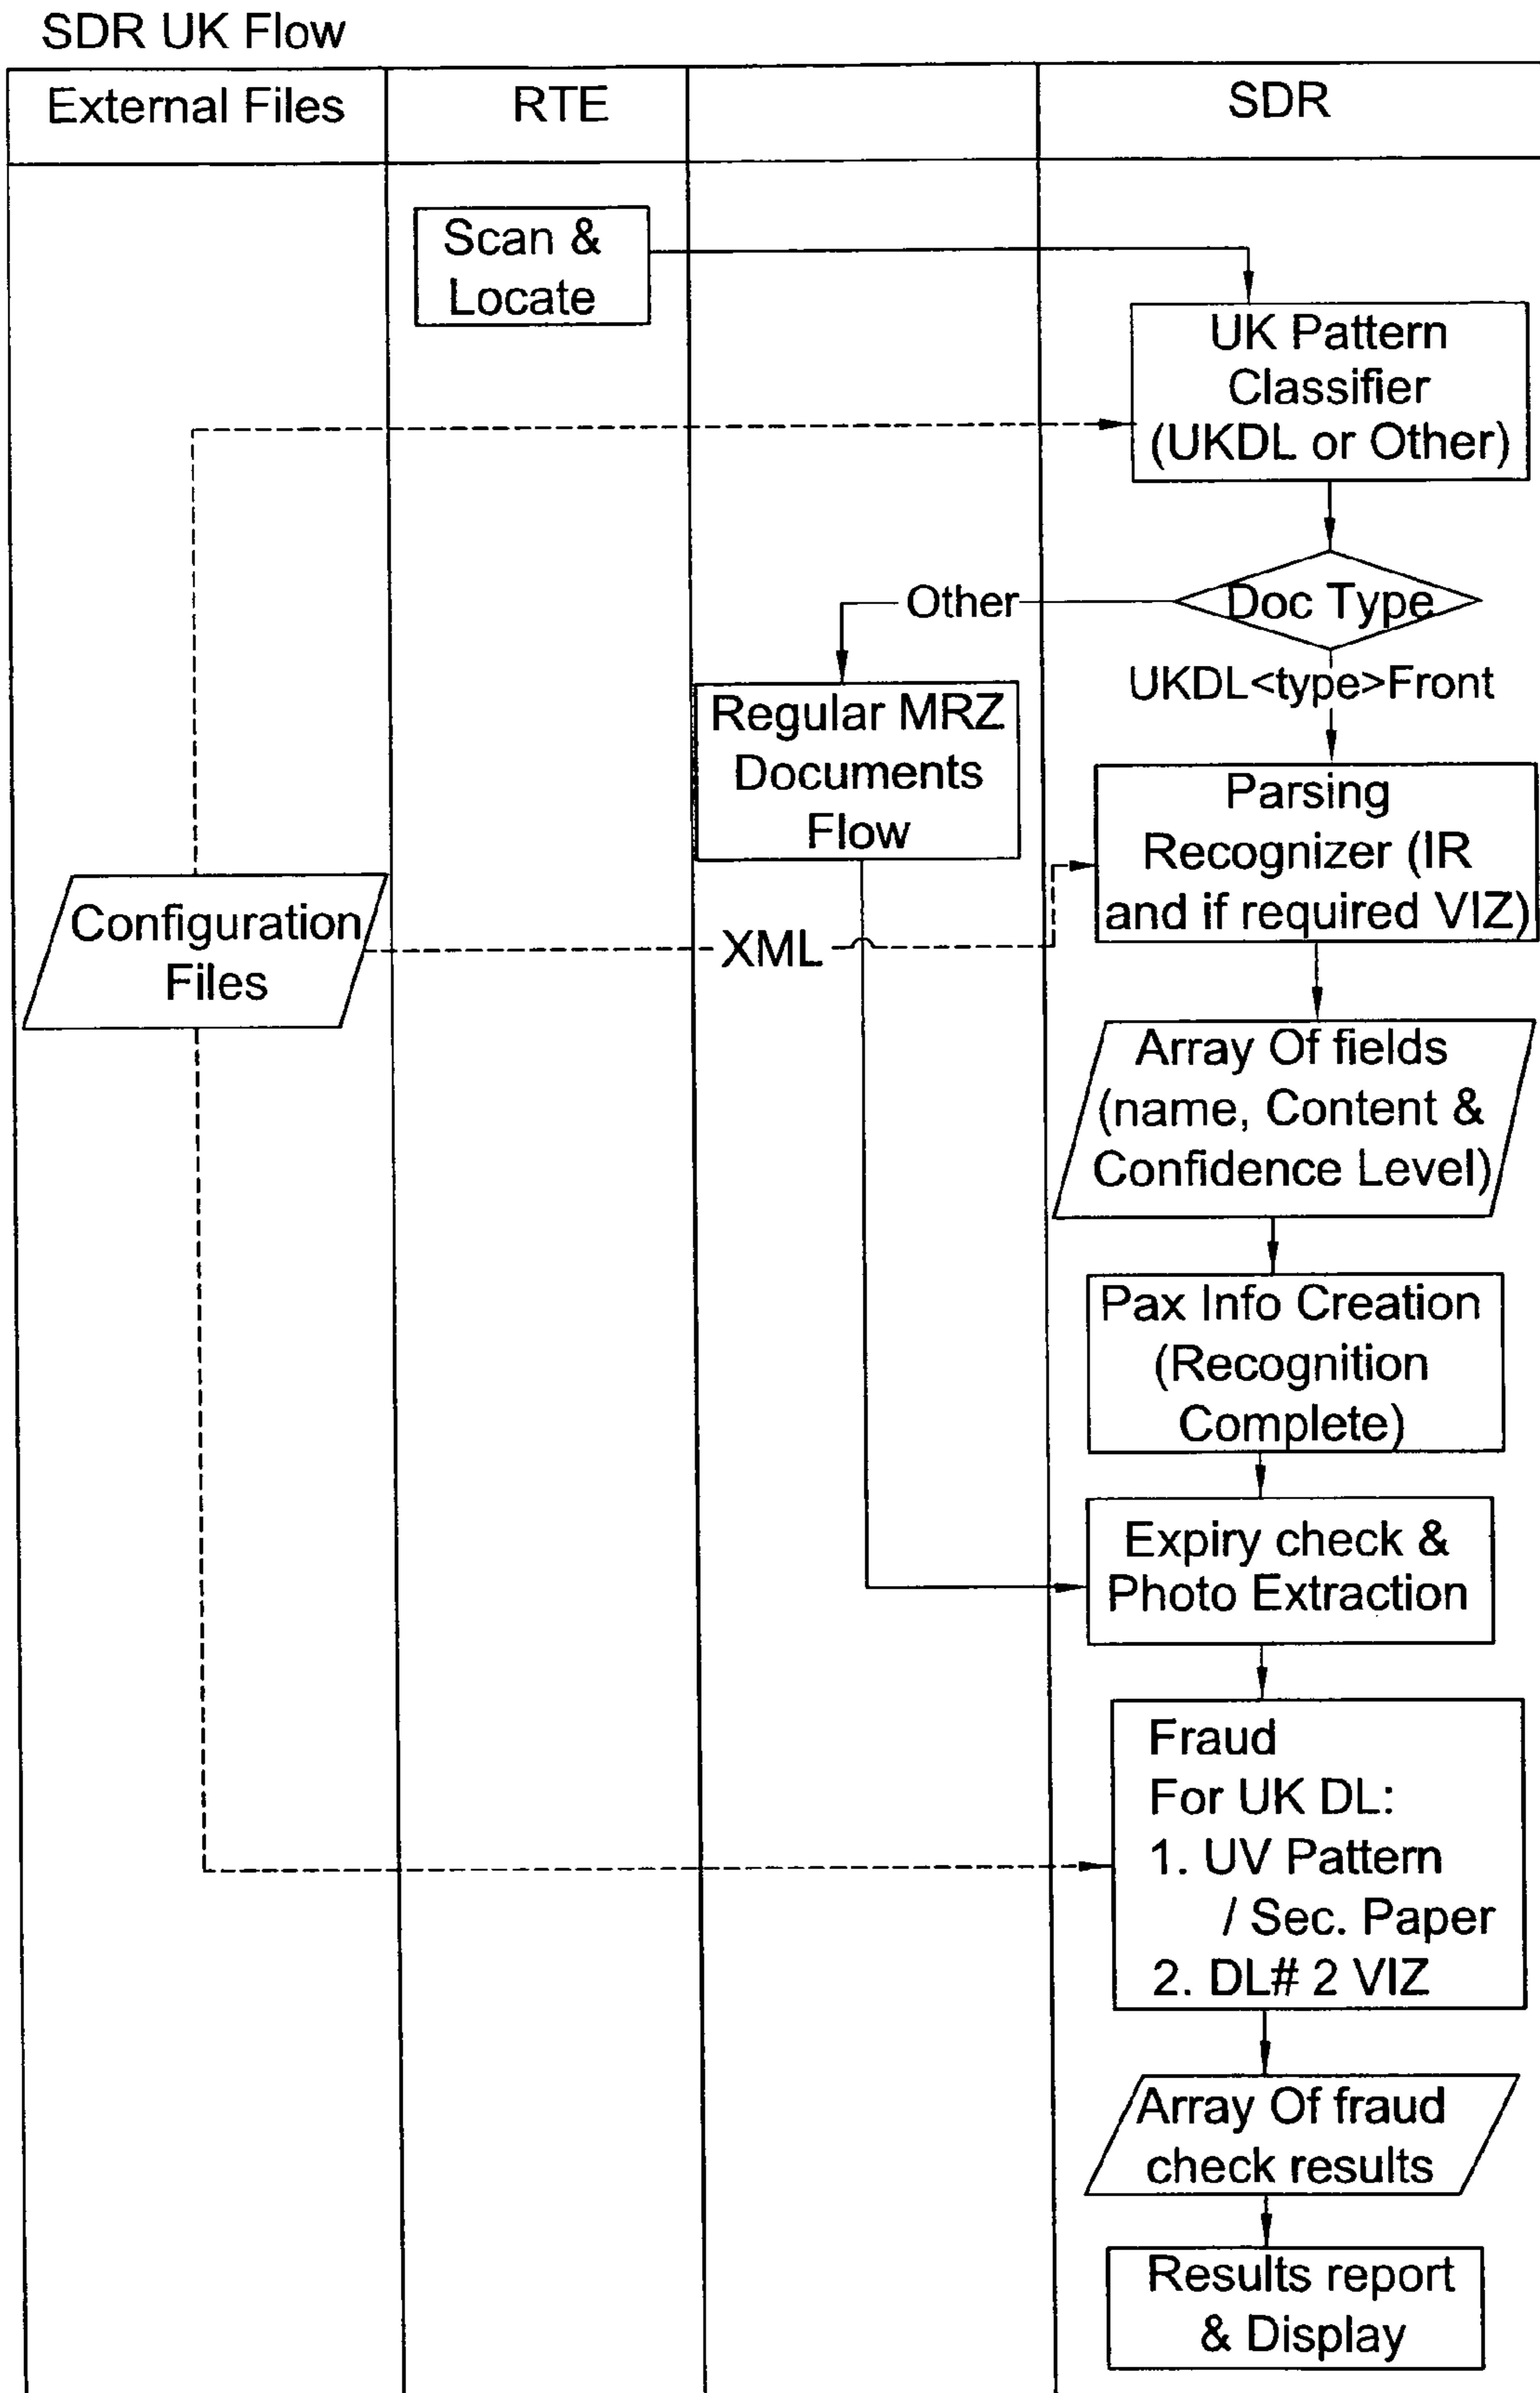 SDR UK Flow
External Files
RTE
SDR
Scan &
Locate
UK Pattern
Classifier
(UKDL or Other)
Other
Doc Type
UKDL<type>Front
Regular MRZ
Documents
Flow
Parsing
Recognizer (IR
and if required VIZ)
Configuration
Files
XML
Array Of fields
(name, Content &
Confidence Level)
Pax Info Creation
(Recognition
Complete)
Expiry check &
Photo Extraction
Fraud
For UK DL:
1. UV Pattern
/ Sec. Paper
2. DL# 2 VIZ
Array Of fraud
check results
Results report
& Display